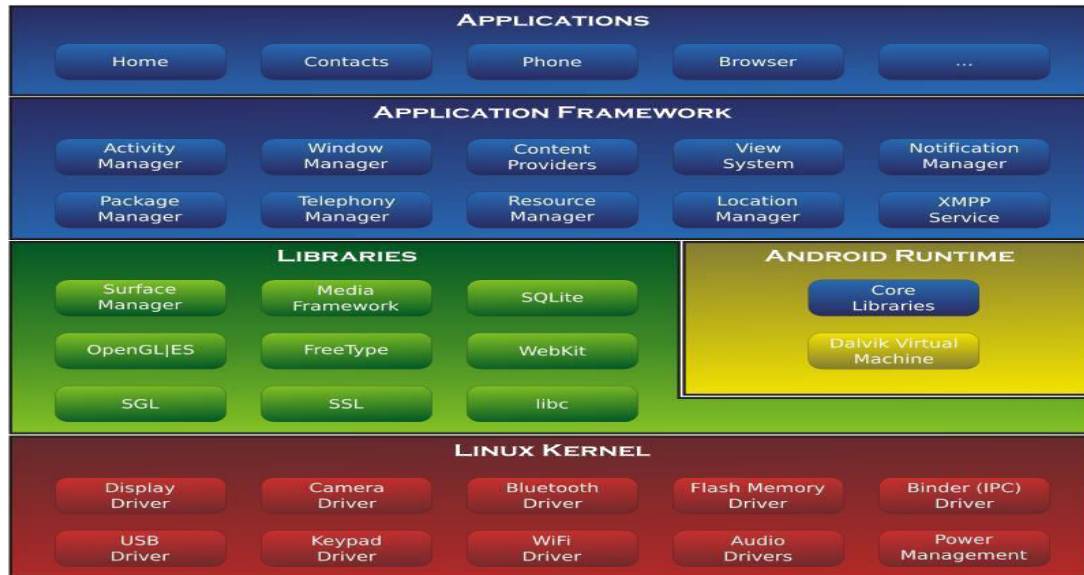 APPLICATIONS
Home
Contacts
Phone
Browser
...
APPLICATION FRAMEWORK
Activity
Manager
Window
Manager
Content
Providers
View
System
Notification
Manager
Package
Manager
Telephony
Manager
Resource
Manager
Location
Manager
XMPP
Service
LIBRARIES
Surface
Manager
Media
Framework
SQLite
OpenGL|ES
FreeType
WebKit
SGL
SSL
libc
ANDROID RUNTIME
Core
Libraries
Dalvik Virtual
Machine
LINUX KERNEL
Display
Driver
Camera
Driver
Bluetooth
Driver
Flash Memory
Driver
Binder (IPC)
Driver
USB
Driver
Keypad
Driver
WiFi
Driver
Audio
Drivers
Power
Management